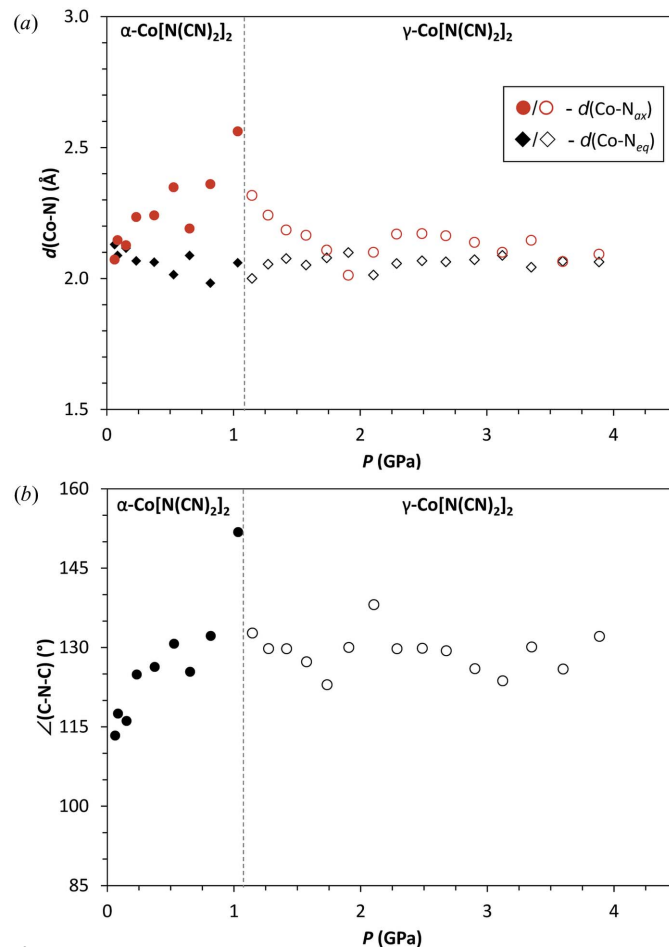 (a)
α-Co[N(CN)₂]₂ γ-Co[N(CN)₂]₂
3.0
2.5
2.0
1.5
d(Co-N) (Å)
●/○ - d(Co-Nₐₓ)
◆/◇ - d(Co-N_eq)
0 1 2 3 4
P (GPa)
(b)
α-Co[N(CN)₂]₂ γ-Co[N(CN)₂]₂
160
145
130
115
100
85
∠(C-N-C) (°)
0 1 2 3 4
P (GPa)